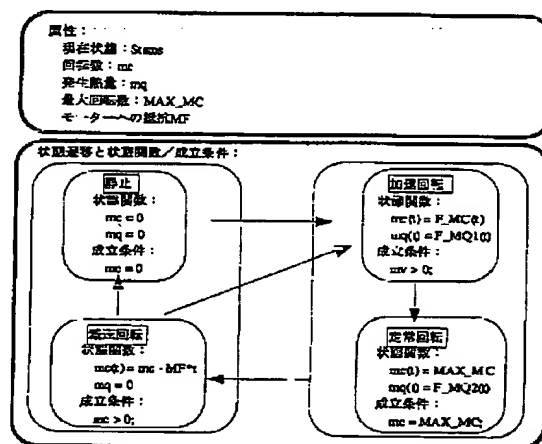 属性：
現在状態：Status
回転数：mc
発生熱量：mq
最大回転数：MAX_MC
モーターへの抵抗MF
状態遷移と状態関数／成立条件：
静止
状態関数：
mc = 0
mq = 0
成立条件：
mc = 0
加速回転
状態関数：
mc(t) = F_MC(t)
mq(t) = F_MQ1(t)
成立条件：
mv > 0;
減速回転
状態関数：
mc(t) = mc - MF*t
mq = 0
成立条件：
mc > 0;
定常回転
状態関数：
mc(t) = MAX_MC
mq(t) = F_MQ2(t)
成立条件：
mc = MAX_MC;